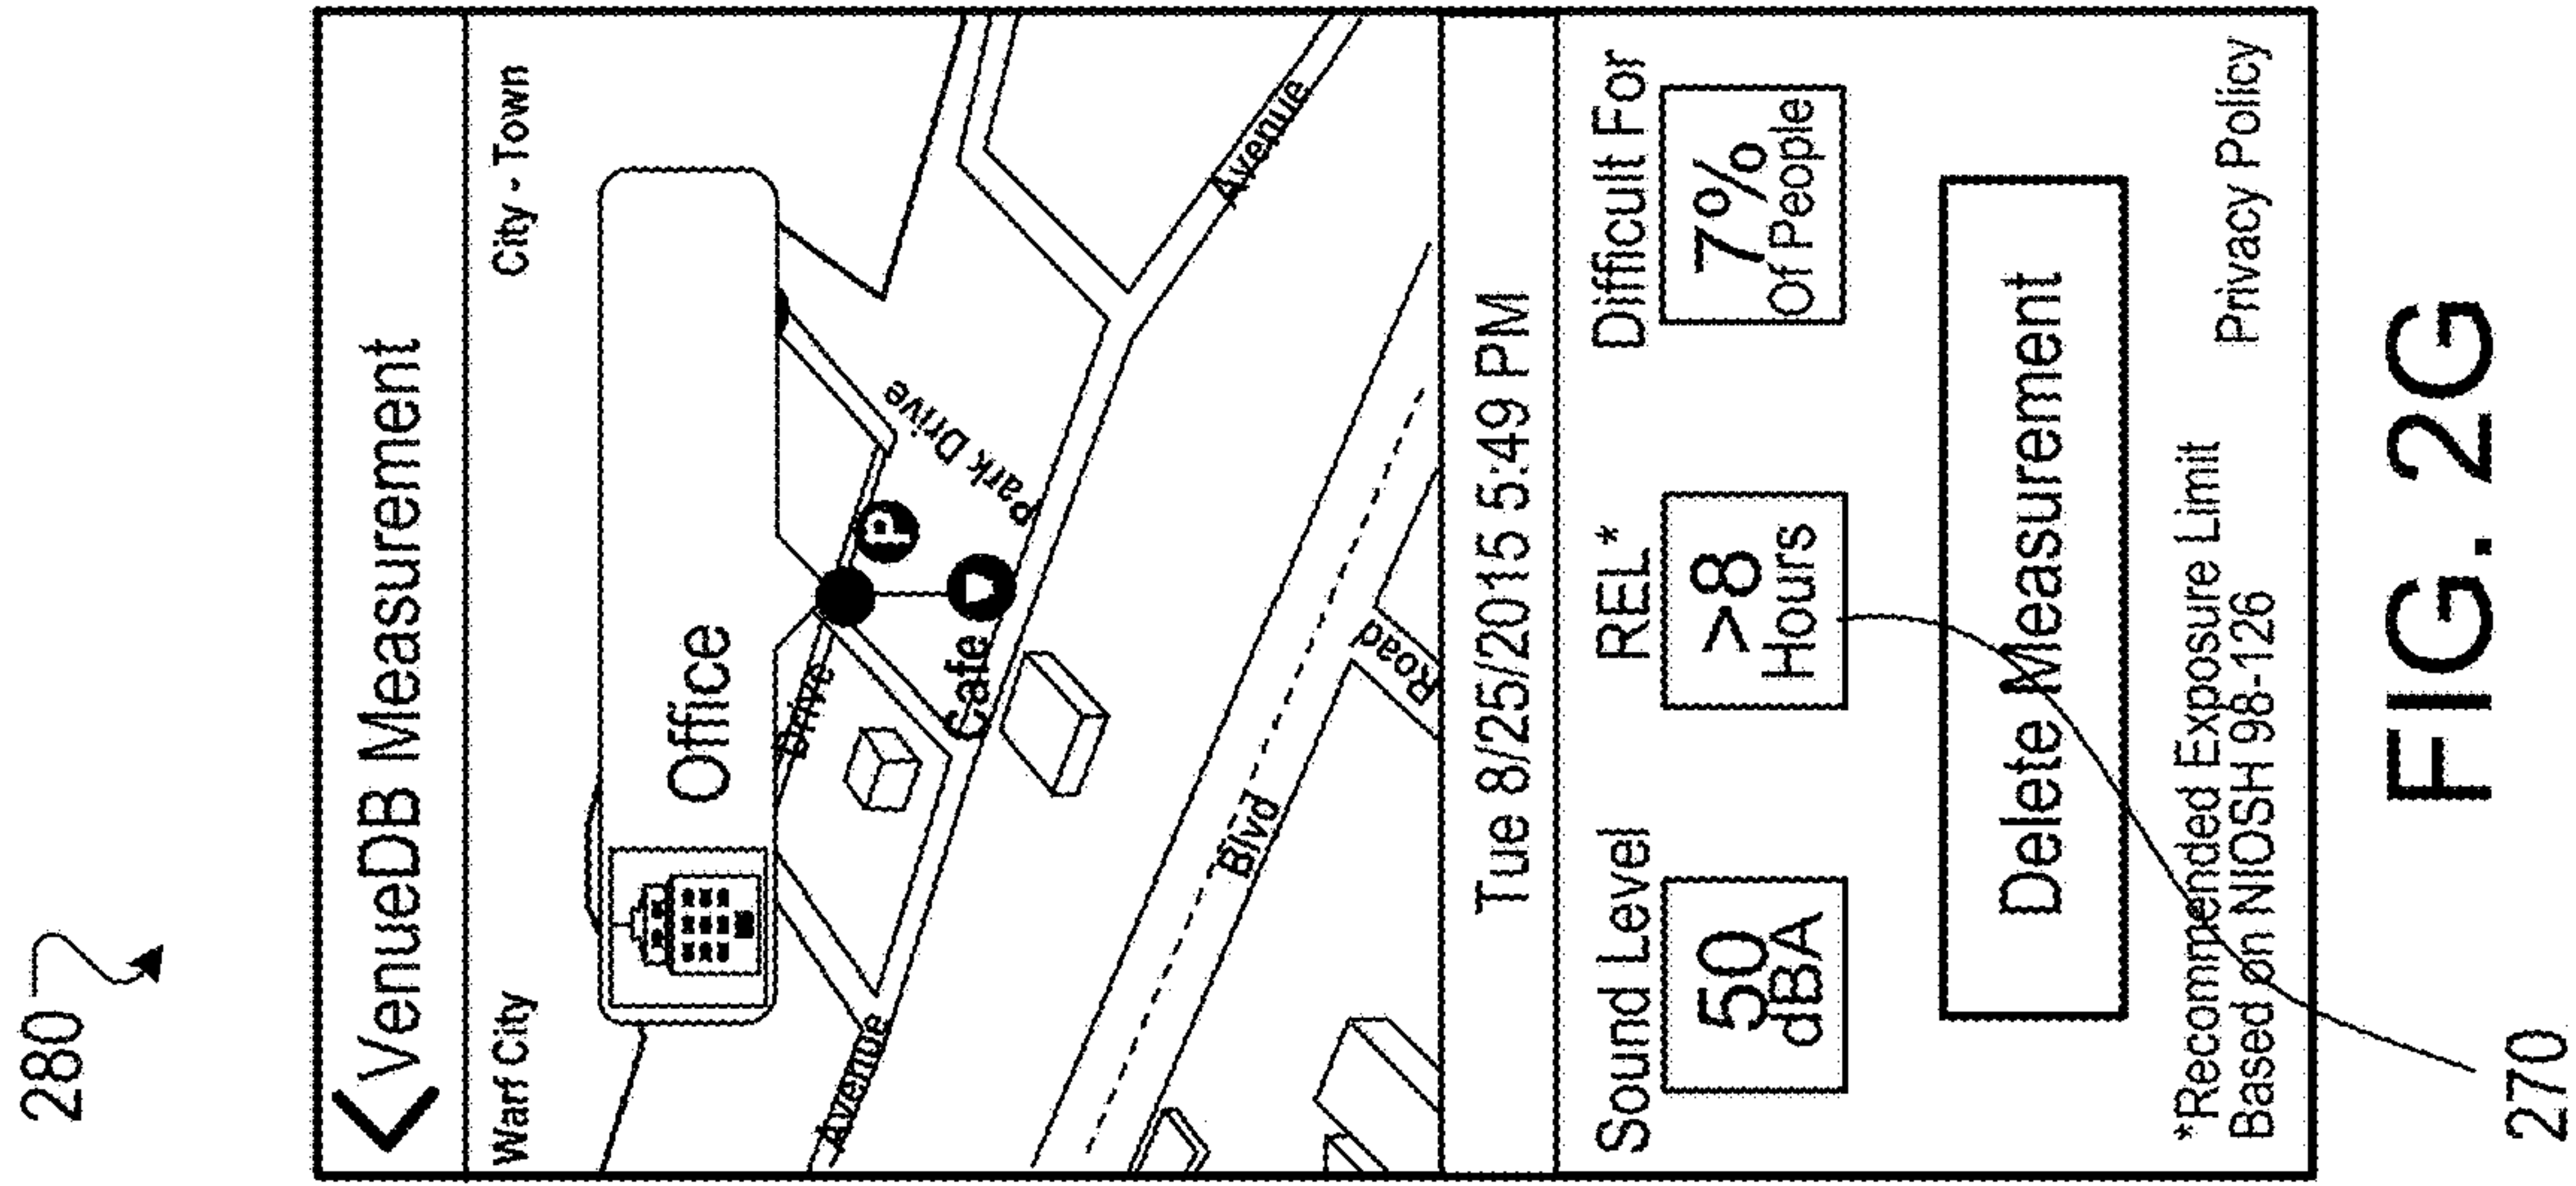 280
VenueDB Measurement
Warf City
City - Town
Office
Drive
P
Park Drive
Cafe
Avenue
Avenue
Blvd
Road
Tue 8/25/2015 5:49 PM
Sound Level
REL*
Difficult For
50
dBA
>8
Hours
7%
Of People
Delete Measurement
*Recommended Exposure Limit
Based on NIOSH 98-126
Privacy Policy
270
FIG. 2G